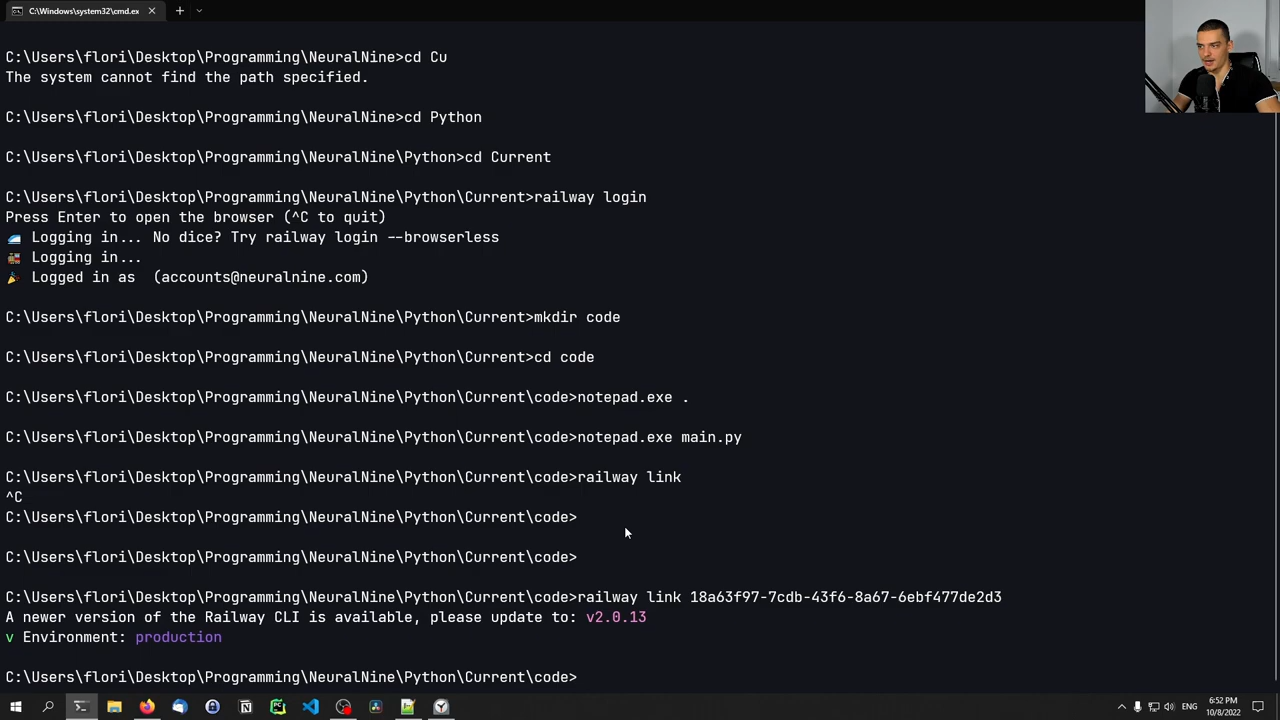 C:\Windows\system32\cmd.ex
C:\Users\flori\Desktop\Programming\NeuralNine>cd Cu
The system cannot find the path specified.
C:\Users\flori\Desktop\Programming\NeuralNine>cd Python
C:\Users\flori\Desktop\Programming\NeuralNine\Python>cd Current
C:\Users\flori\Desktop\Programming\NeuralNine\Python\Current>railway login
Press Enter to open the browser (^C to quit)
Logging in... No dice? Try railway login --browserless
Logging in...
Logged in as  (accounts@neuralnine.com)
C:\Users\flori\Desktop\Programming\NeuralNine\Python\Current>mkdir code
C:\Users\flori\Desktop\Programming\NeuralNine\Python\Current>cd code
C:\Users\flori\Desktop\Programming\NeuralNine\Python\Current\code>notepad.exe .
C:\Users\flori\Desktop\Programming\NeuralNine\Python\Current\code>notepad.exe main.py
C:\Users\flori\Desktop\Programming\NeuralNine\Python\Current\code>railway link
^C
C:\Users\flori\Desktop\Programming\NeuralNine\Python\Current\code>
C:\Users\flori\Desktop\Programming\NeuralNine\Python\Current\code>
C:\Users\flori\Desktop\Programming\NeuralNine\Python\Current\code>railway link 18a63f97-7cdb-43f6-8a67-6ebf477de2d3
A newer version of the Railway CLI is available, please update to: v2.0.13
v Environment: production
C:\Users\flori\Desktop\Programming\NeuralNine\Python\Current\code>
ENG
6:52 PM
10/8/2022